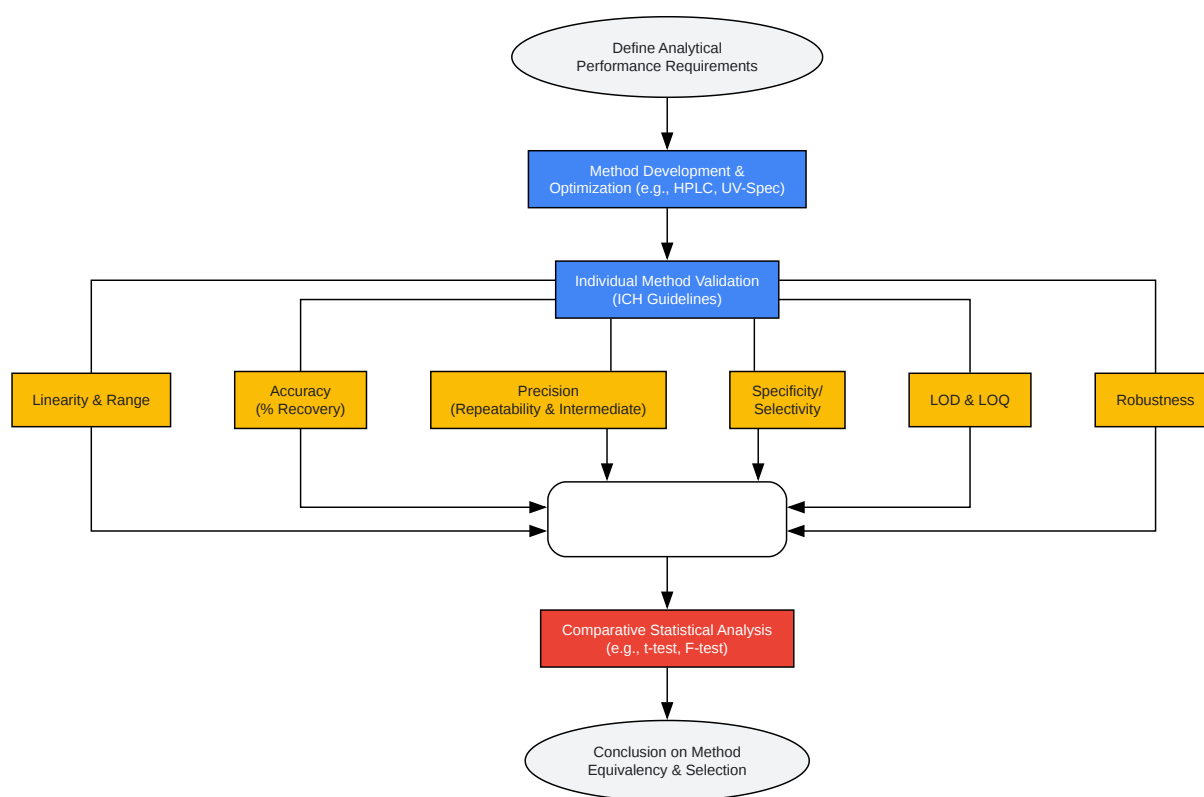 Define Analytical
Performance Requirements
Method Development &
Optimization (e.g., HPLC, UV-Spec)
Individual Method Validation
(ICH Guidelines)
Linearity & Range
Accuracy
(% Recovery)
Precision
(Repeatability & Intermediate)
Specificity/
Selectivity
LOD & LOQ
Robustness
Comparative Statistical Analysis
(e.g., t-test, F-test)
Conclusion on Method
Equivalency & Selection